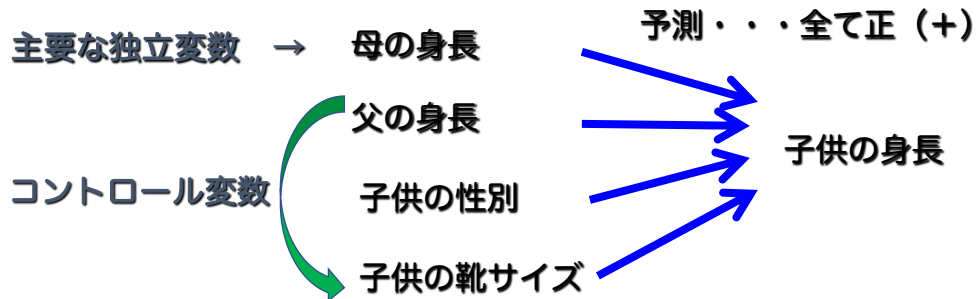 予測・・・全て正（＋）
主要な独立変数 → 母の身長
父の身長
子供の身長
コントロール変数
子供の性別
子供の靴サイズ